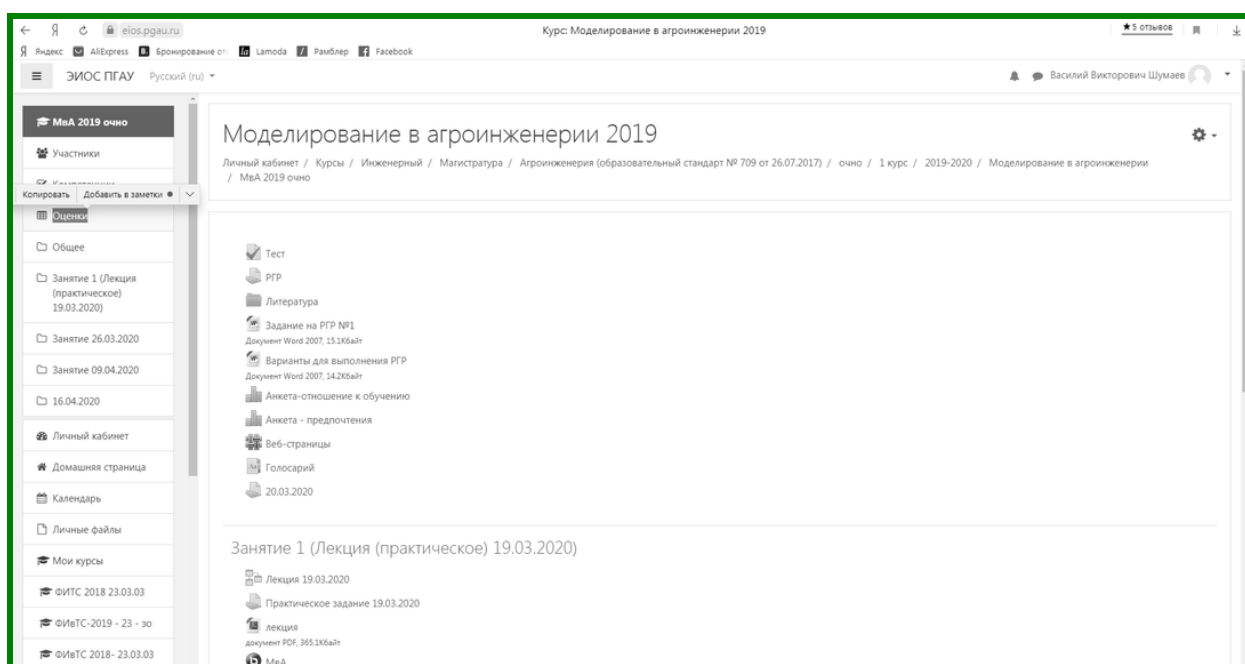 eios.pgau.ru
Курс: Моделирование в агроинженерии 2019
★5 отзывов
Яндекс AliExpress Бронирование от Lamoda Рамблер Facebook
ЭИОС ПГАУ Русский (ru)
Василий Викторович Шумаев
МвА 2019 очно
Участники
Копировать Добавить в заметки
Оценки
Общее
Занятие 1 (Лекция
(практическое)
19.03.2020)
Занятие 26.03.2020
Занятие 09.04.2020
16.04.2020
Личный кабинет
Домашняя страница
Календарь
Личные файлы
Мои курсы
ФИТС 2018 23.03.03
ФИвТС-2019 - 23 - зо
ФИвТС 2018- 23.03.03
Моделирование в агроинженерии 2019
Личный кабинет / Курсы / Инженерный / Магистратура / Агроинженерия (образовательный стандарт № 709 от 26.07.2017) / очно / 1 курс / 2019-2020 / Моделирование в агроинженерии
/ МвА 2019 очно
Тест
РГР
Литература
Задание на РГР №1
Документ Word 2007, 15.1Кбайт
Варианты для выполнения РГР
Документ Word 2007, 14.2Кбайт
Анкета-отношение к обучению
Анкета - предпочтения
Веб-страницы
Голосарий
20.03.2020
Занятие 1 (Лекция (практическое) 19.03.2020)
Лекция 19.03.2020
Практическое задание 19.03.2020
лекция
документ PDF, 365.1Кбайт
МвА